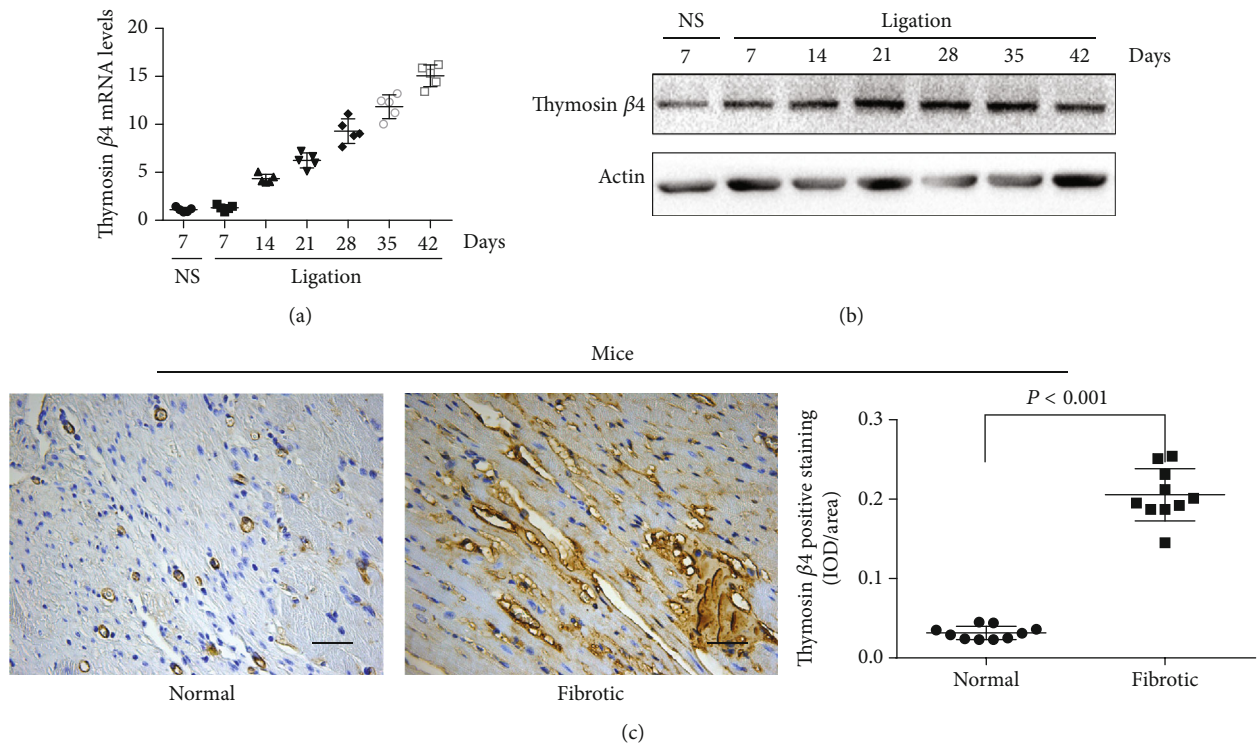 Thymosin β4 mRNA levels
20
15
10
5
0
7 7 14 21 28 35 42 Days
NS Ligation
(a)
NS Ligation
7 7 14 21 28 35 42 Days
Thymosin β4
Actin
(b)
Mice
Normal
Fibrotic
P < 0.001
Thymosin β4 positive staining
(IOD/area)
0.3
0.2
0.1
0.0
Normal Fibrotic
(c)